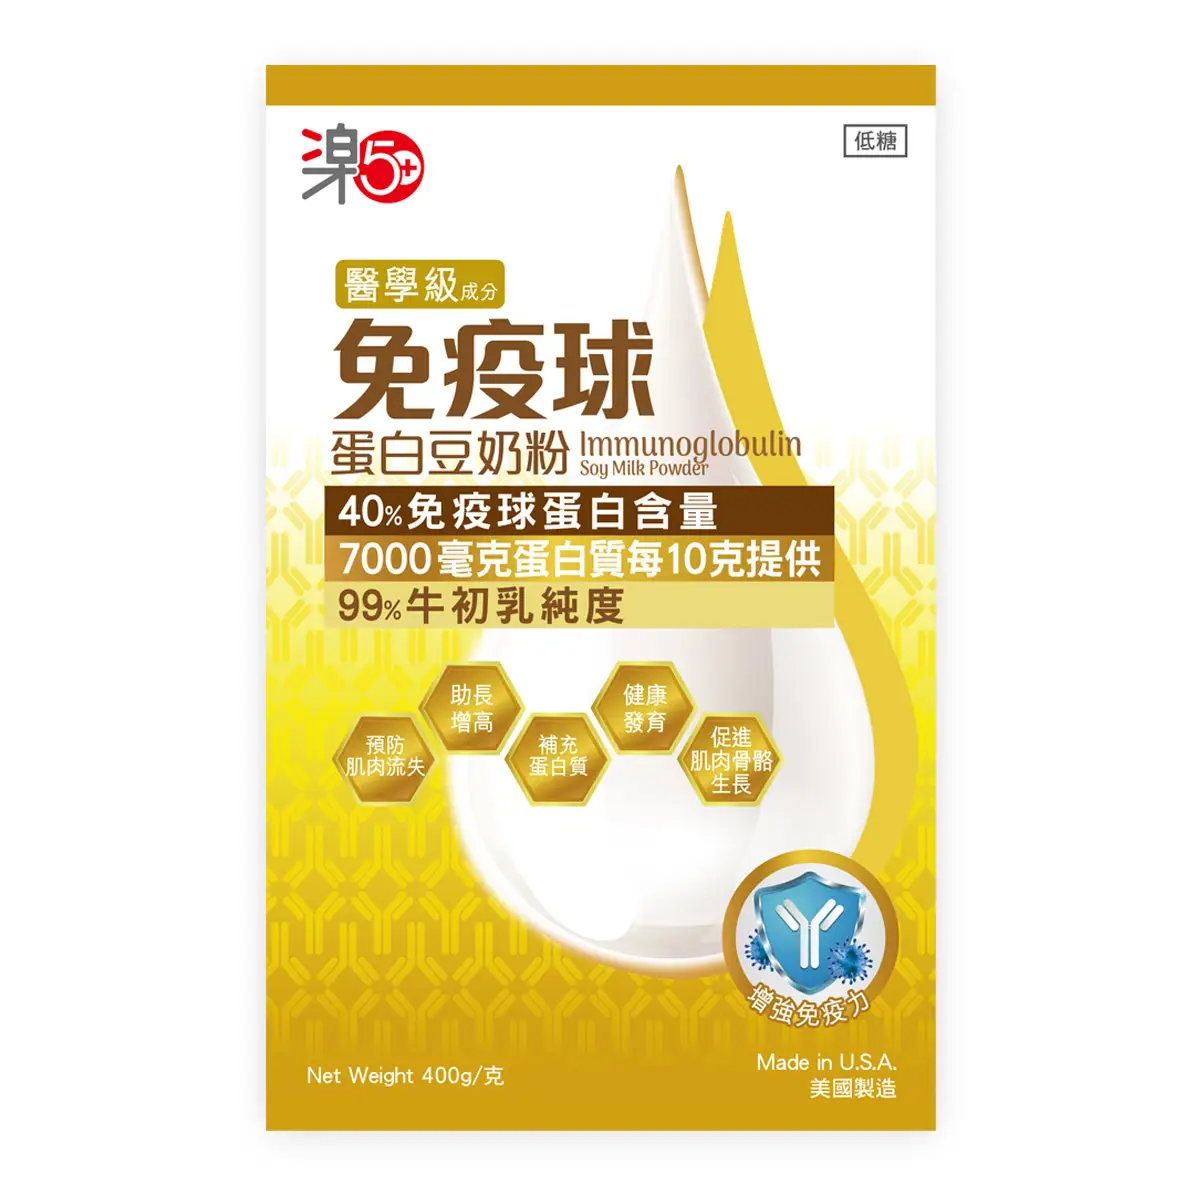 楽5+
低糖
醫學級成分
免疫球
蛋白豆奶粉
Immunoglobulin
Soy Milk Powder
40%免疫球蛋白含量
7000毫克蛋白質每10克提供
99%牛初乳純度
預防
肌肉流失
助長
增高
補充
蛋白質
健康
發育
促進
肌肉骨骼
生長
增強免疫力
Net Weight 400g/克
Made in U.S.A.
美國製造